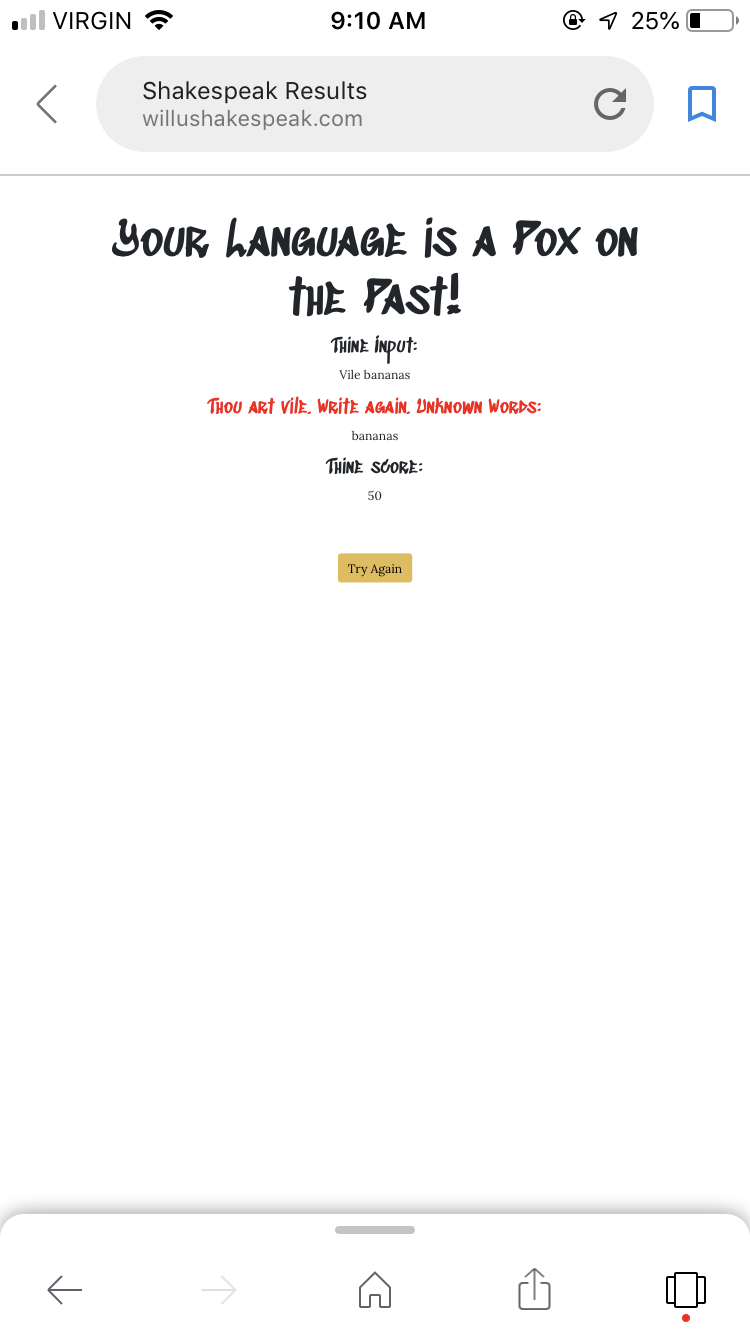 VIRGIN 9:10 AM 25%
Shakespeak Results
willushakespeak.com
Your Language is a Pox on
the Past!
Thine input:
Vile bananas
Thou art vile. Write again. Unknown Words:
bananas
Thine score:
50
Try Again